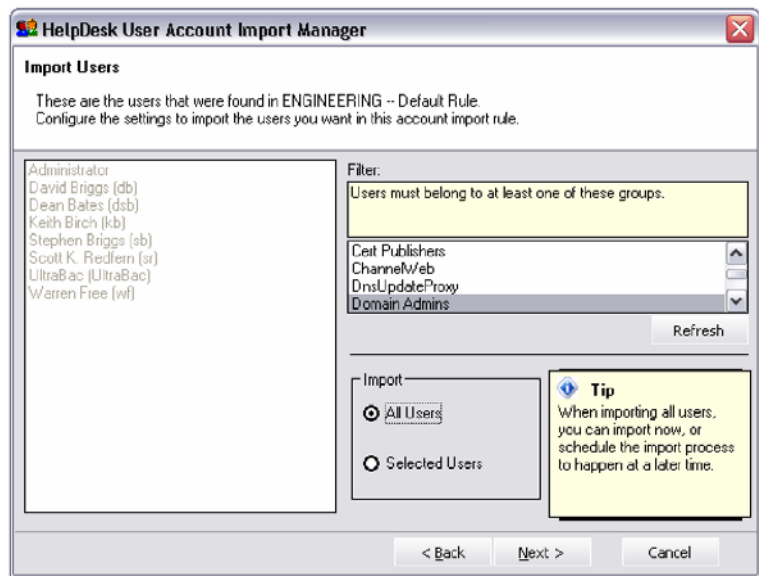 HelpDesk User Account Import Manager
Import Users
These are the users that were found in ENGINEERING -- Default Rule.
Configure the settings to import the users you want in this account import rule.
Administrator
David Briggs (db)
Dean Bates (dsb)
Keith Birch (kb)
Stephen Briggs (sb)
Scott K. Redfern (sr)
UltraBac (UltraBac)
Warren Free (wf)
Filter:
Users must belong to at least one of these groups.
Cert Publishers
ChannelWeb
DnsUpdateProxy
Domain Admins
Refresh
Import
All Users
Selected Users
Tip
When importing all users,
you can import now, or
schedule the import process
to happen at a later time.
< Back
Next >
Cancel